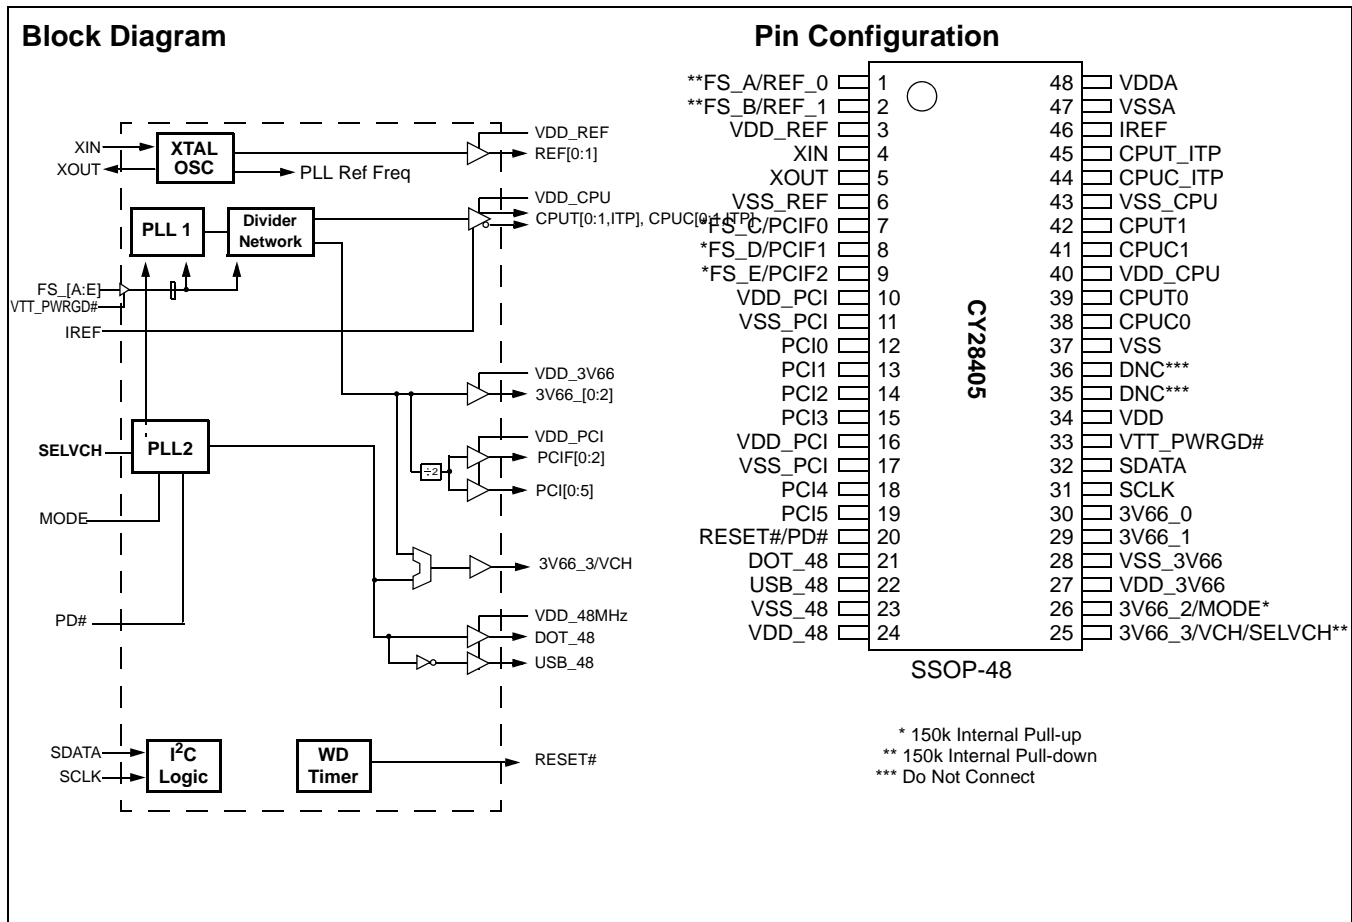 Block Diagram
Pin Configuration
XIN
XOUT
XTAL
OSC
VDD_REF
REF[0:1]
PLL Ref Freq
PLL 1
Divider
Network
VDD_CPU
CPUT[0:1,ITP], CPUC[0:1,ITP]
FS_[A:E]
VTT_PWRGD#
IREF
VDD_3V66
3V66_[0:2]
SELVCH
PLL2
VDD_PCI
PCIF[0:2]
÷2
PCI[0:5]
MODE
3V66_3/VCH
PD#
VDD_48MHz
DOT_48
USB_48
SDATA
SCLK
I2C
Logic
WD
Timer
RESET#
**FS_A/REF_0 1
**FS_B/REF_1 2
VDD_REF 3
XIN 4
XOUT 5
VSS_REF 6
*FS_C/PCIF0 7
*FS_D/PCIF1 8
*FS_E/PCIF2 9
VDD_PCI 10
VSS_PCI 11
PCI0 12
PCI1 13
PCI2 14
PCI3 15
VDD_PCI 16
VSS_PCI 17
PCI4 18
PCI5 19
RESET#/PD# 20
DOT_48 21
USB_48 22
VSS_48 23
VDD_48 24
CY28405
48 VDDA
47 VSSA
46 IREF
45 CPUT_ITP
44 CPUC_ITP
43 VSS_CPU
42 CPUT1
41 CPUC1
40 VDD_CPU
39 CPUT0
38 CPUC0
37 VSS
36 DNC***
35 DNC***
34 VDD
33 VTT_PWRGD#
32 SDATA
31 SCLK
30 3V66_0
29 3V66_1
28 VSS_3V66
27 VDD_3V66
26 3V66_2/MODE*
25 3V66_3/VCH/SELVCH**
SSOP-48
* 150k Internal Pull-up
** 150k Internal Pull-down
*** Do Not Connect